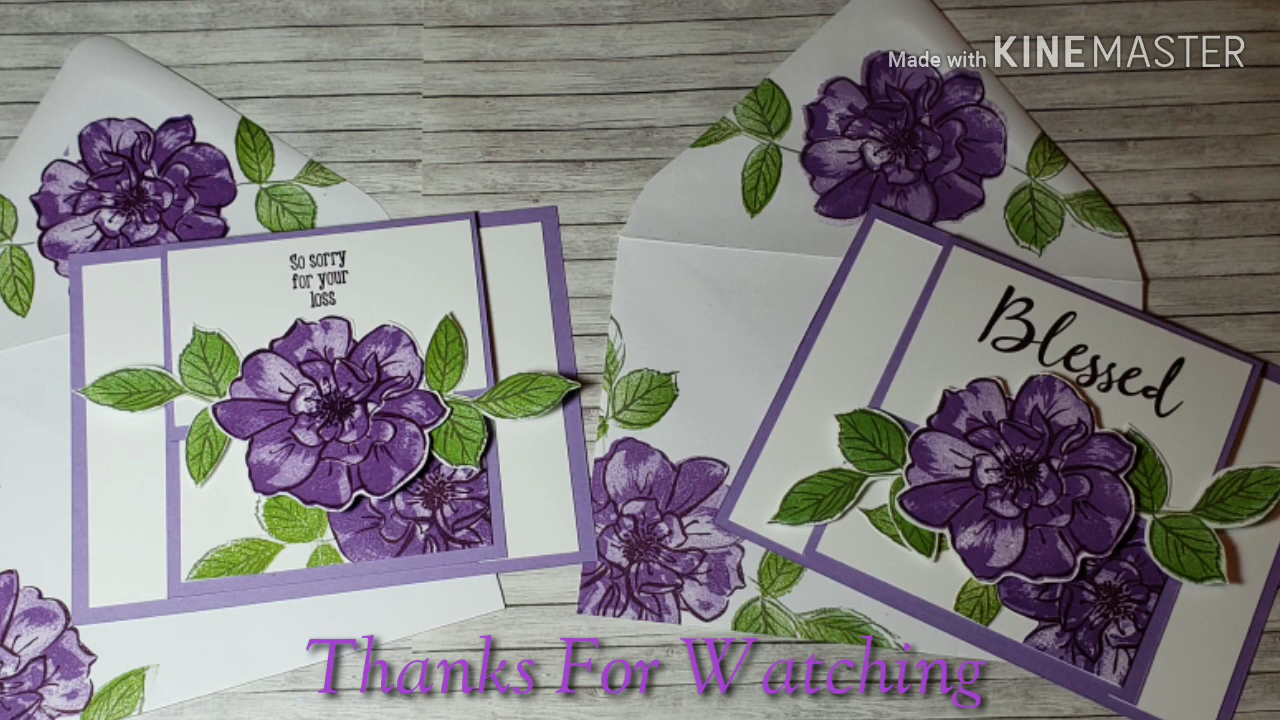 Made with KINEMASTER
So sorry
for your
loss
Blessed
Thanks For Watching